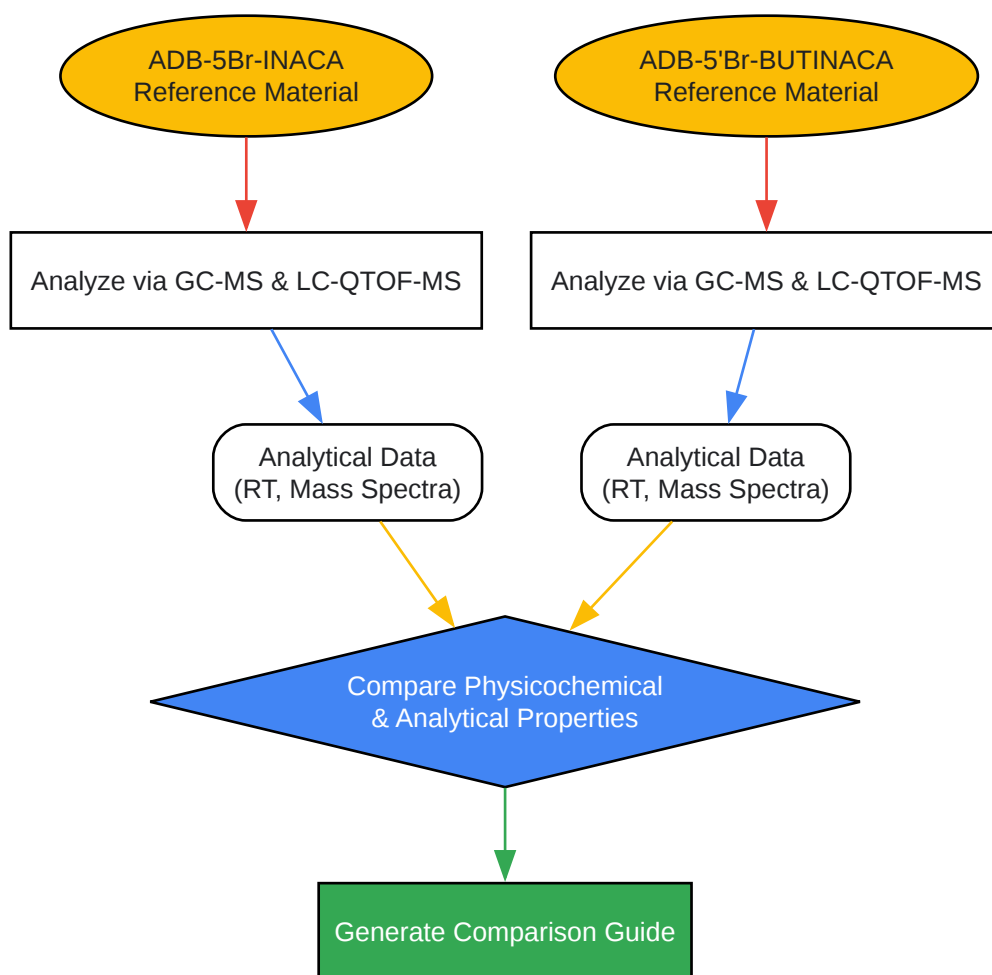 ADB-5Br-INACA
Reference Material
ADB-5'Br-BUTINACA
Reference Material
Analyze via GC-MS & LC-QTOF-MS
Analyze via GC-MS & LC-QTOF-MS
Analytical Data
(RT, Mass Spectra)
Analytical Data
(RT, Mass Spectra)
Compare Physicochemical
& Analytical Properties
Generate Comparison Guide